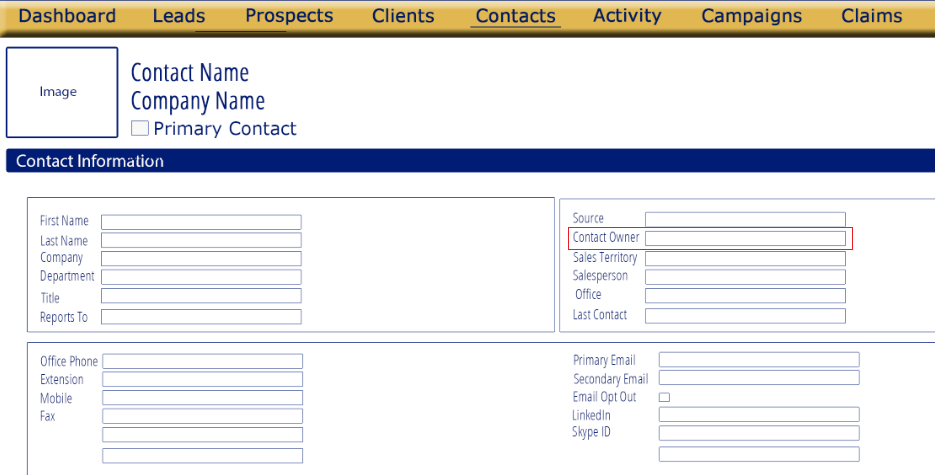 Dashboard Leads Prospects Clients Contacts Activity Campaigns Claims
Image
Contact Name
Company Name
Primary Contact
Contact Information
First Name
Last Name
Company
Department
Title
Reports To
Source
Contact Owner
Sales Territory
Salesperson
Office
Last Contact
Office Phone
Extension
Mobile
Fax
Primary Email
Secondary Email
Email Opt Out
LinkedIn
Skype ID